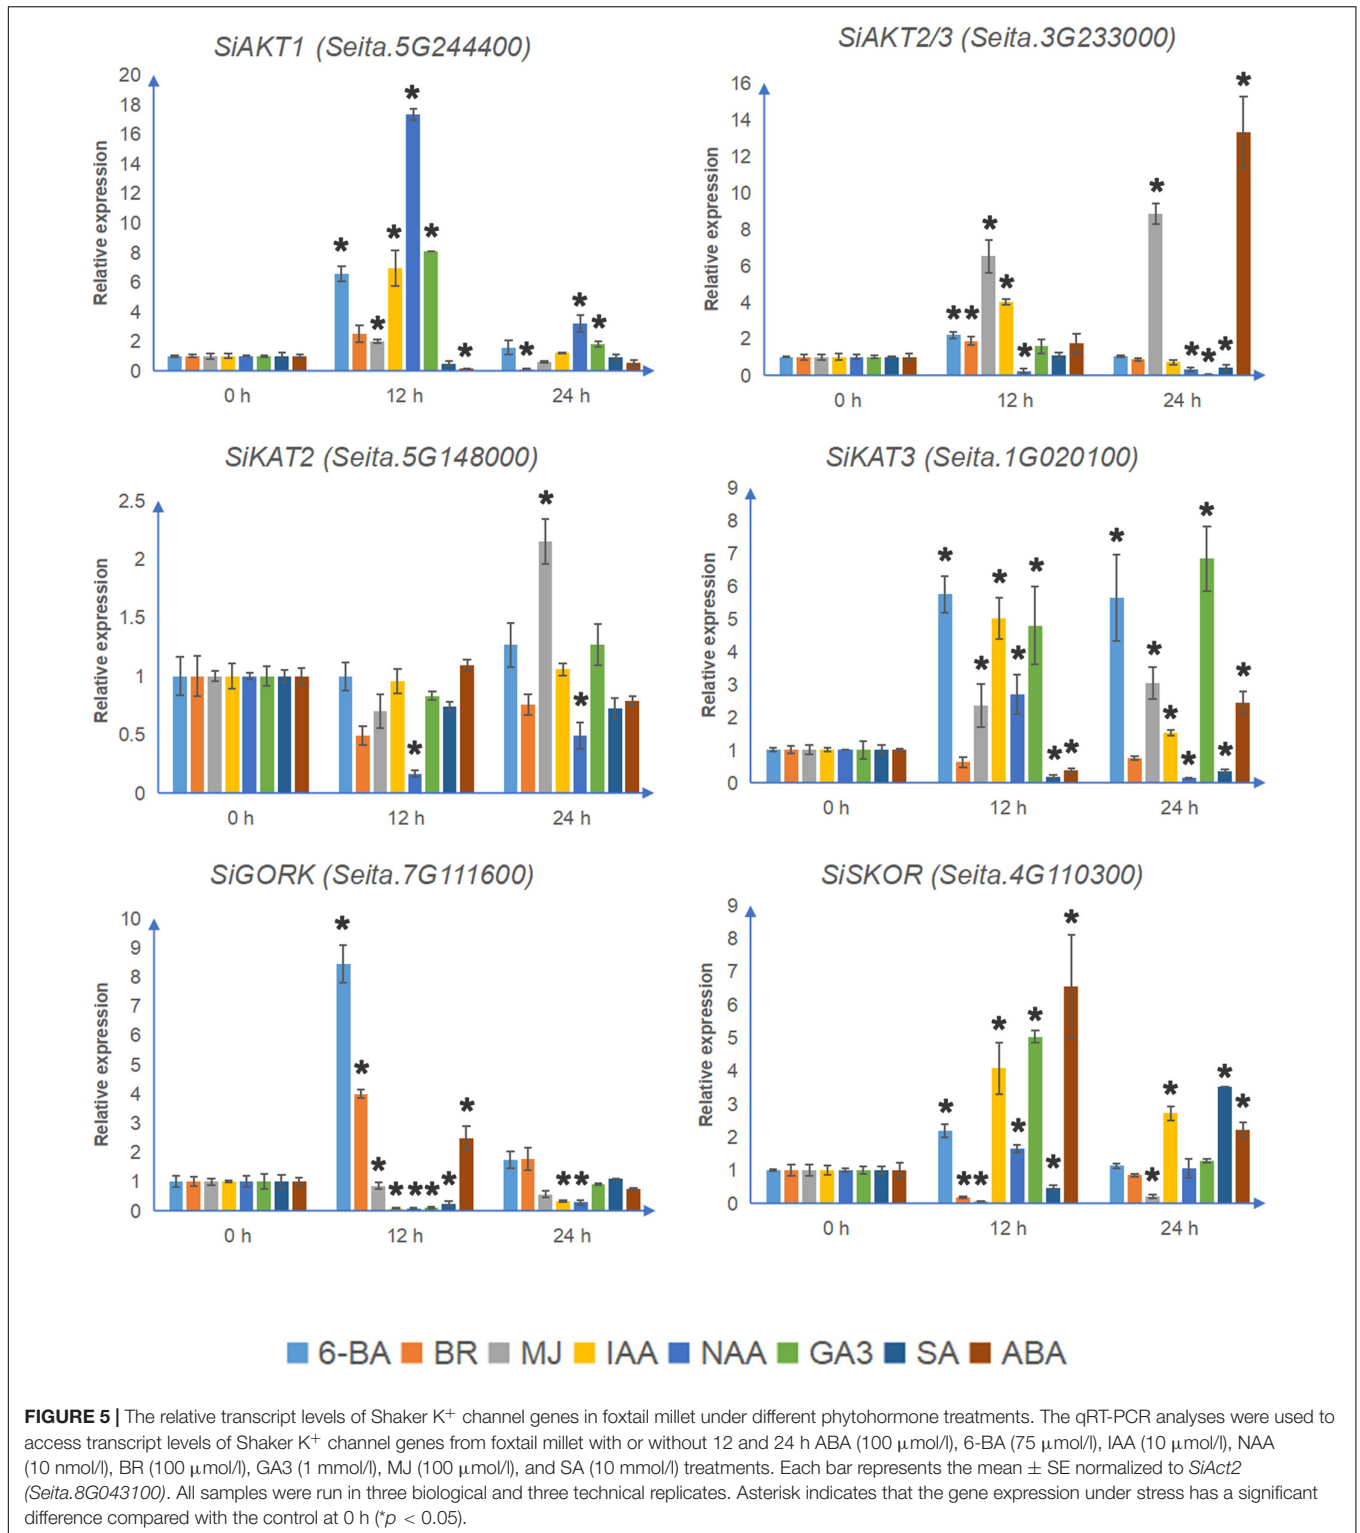 SiAKT1 (Seita.5G244400)
20
18
16
14
12
10
8
6
4
2
0
Relative expression
* * * * * * * * *
0 h 12 h 24 h
SiAKT2/3 (Seita.3G233000)
16
14
12
10
8
6
4
2
0
Relative expression
* * * * * * * * * *
0 h 12 h 24 h
SiKAT2 (Seita.5G148000)
2.5
2
1.5
1
0.5
0
Relative expression
* * *
0 h 12 h 24 h
SiKAT3 (Seita.1G020100)
9
8
7
6
5
4
3
2
1
0
Relative expression
* * * * * * * * * * * * * *
0 h 12 h 24 h
SiGORK (Seita.7G111600)
10
9
8
7
6
5
4
3
2
1
0
Relative expression
* * * * * * * * * *
0 h 12 h 24 h
SiSKOR (Seita.4G110300)
9
8
7
6
5
4
3
2
1
0
Relative expression
* * * * * * * * * * * *
0 h 12 h 24 h
6-BA BR MJ IAA NAA GA3 SA ABA
FIGURE 5 | The relative transcript levels of Shaker K⁺ channel genes in foxtail millet under different phytohormone treatments. The qRT-PCR analyses were used to
access transcript levels of Shaker K⁺ channel genes from foxtail millet with or without 12 and 24 h ABA (100 μmol/l), 6-BA (75 μmol/l), IAA (10 μmol/l), NAA
(10 nmol/l), BR (100 μmol/l), GA3 (1 mmol/l), MJ (100 μmol/l), and SA (10 mmol/l) treatments. Each bar represents the mean ± SE normalized to SiAct2
(Seita.8G043100). All samples were run in three biological and three technical replicates. Asterisk indicates that the gene expression under stress has a significant
difference compared with the control at 0 h (*p < 0.05).